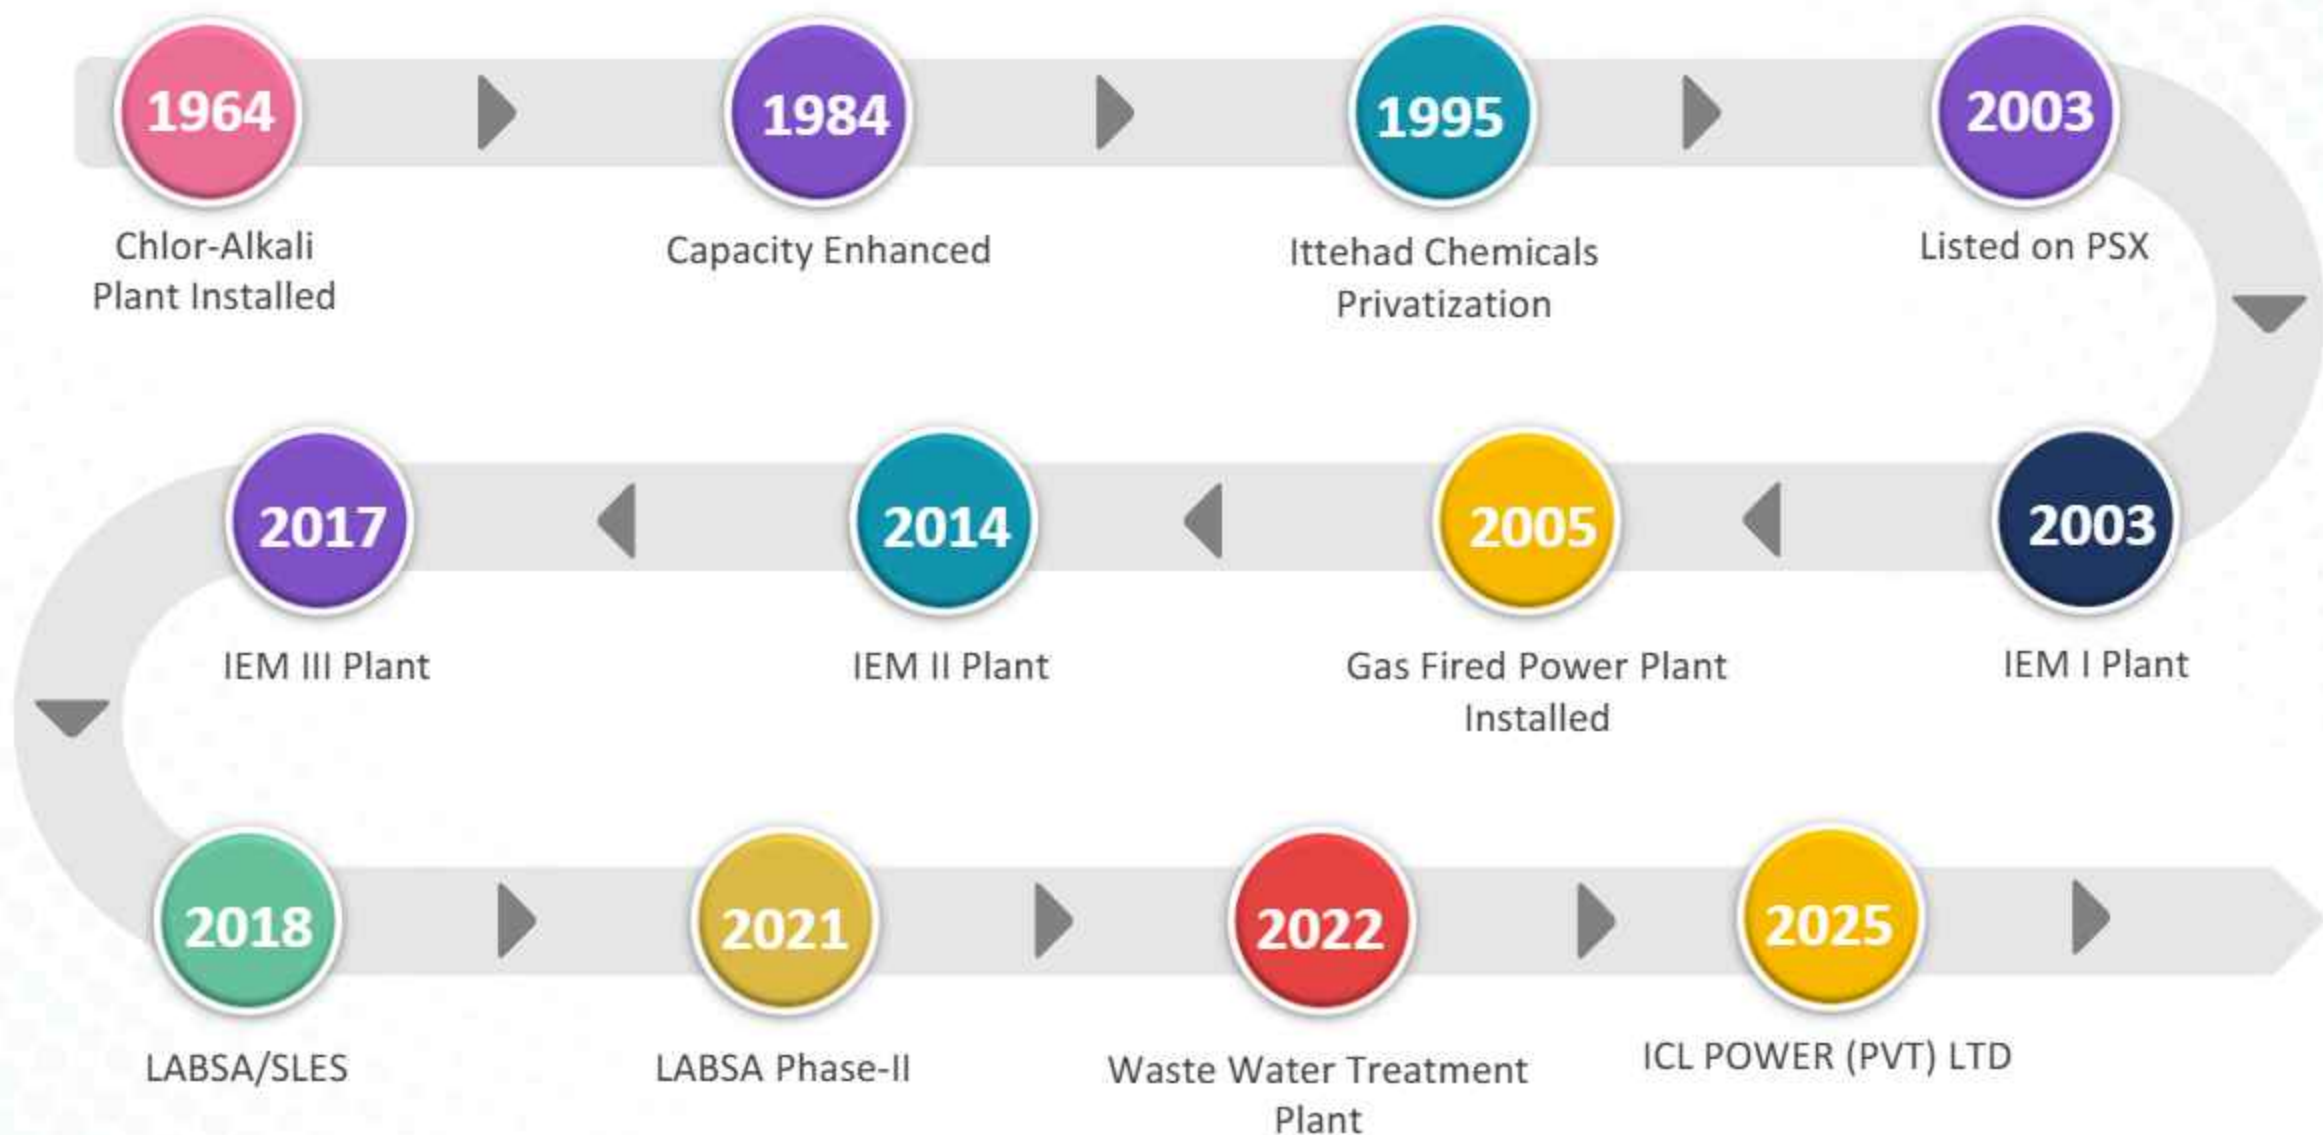 1964
Chlor-Alkali
Plant Installed
1984
Capacity Enhanced
1995
Ittehad Chemicals
Privatization
2003
Listed on PSX
2003
IEM I Plant
2005
Gas Fired Power Plant
Installed
2014
IEM II Plant
2017
IEM III Plant
2018
LABSA/SLES
2021
LABSA Phase-II
2022
Waste Water Treatment
Plant
2025
ICL POWER (PVT) LTD